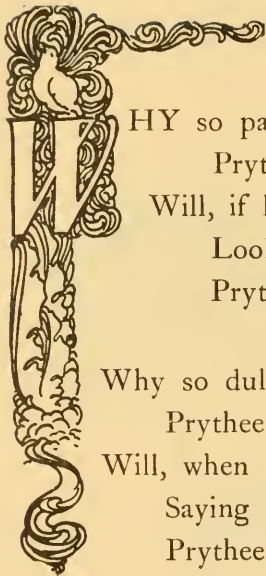 WHY so pa
Pryt
Will, if
Loo
Pryt
Why so dul
Prythee
Will, when
Saying
Prythee